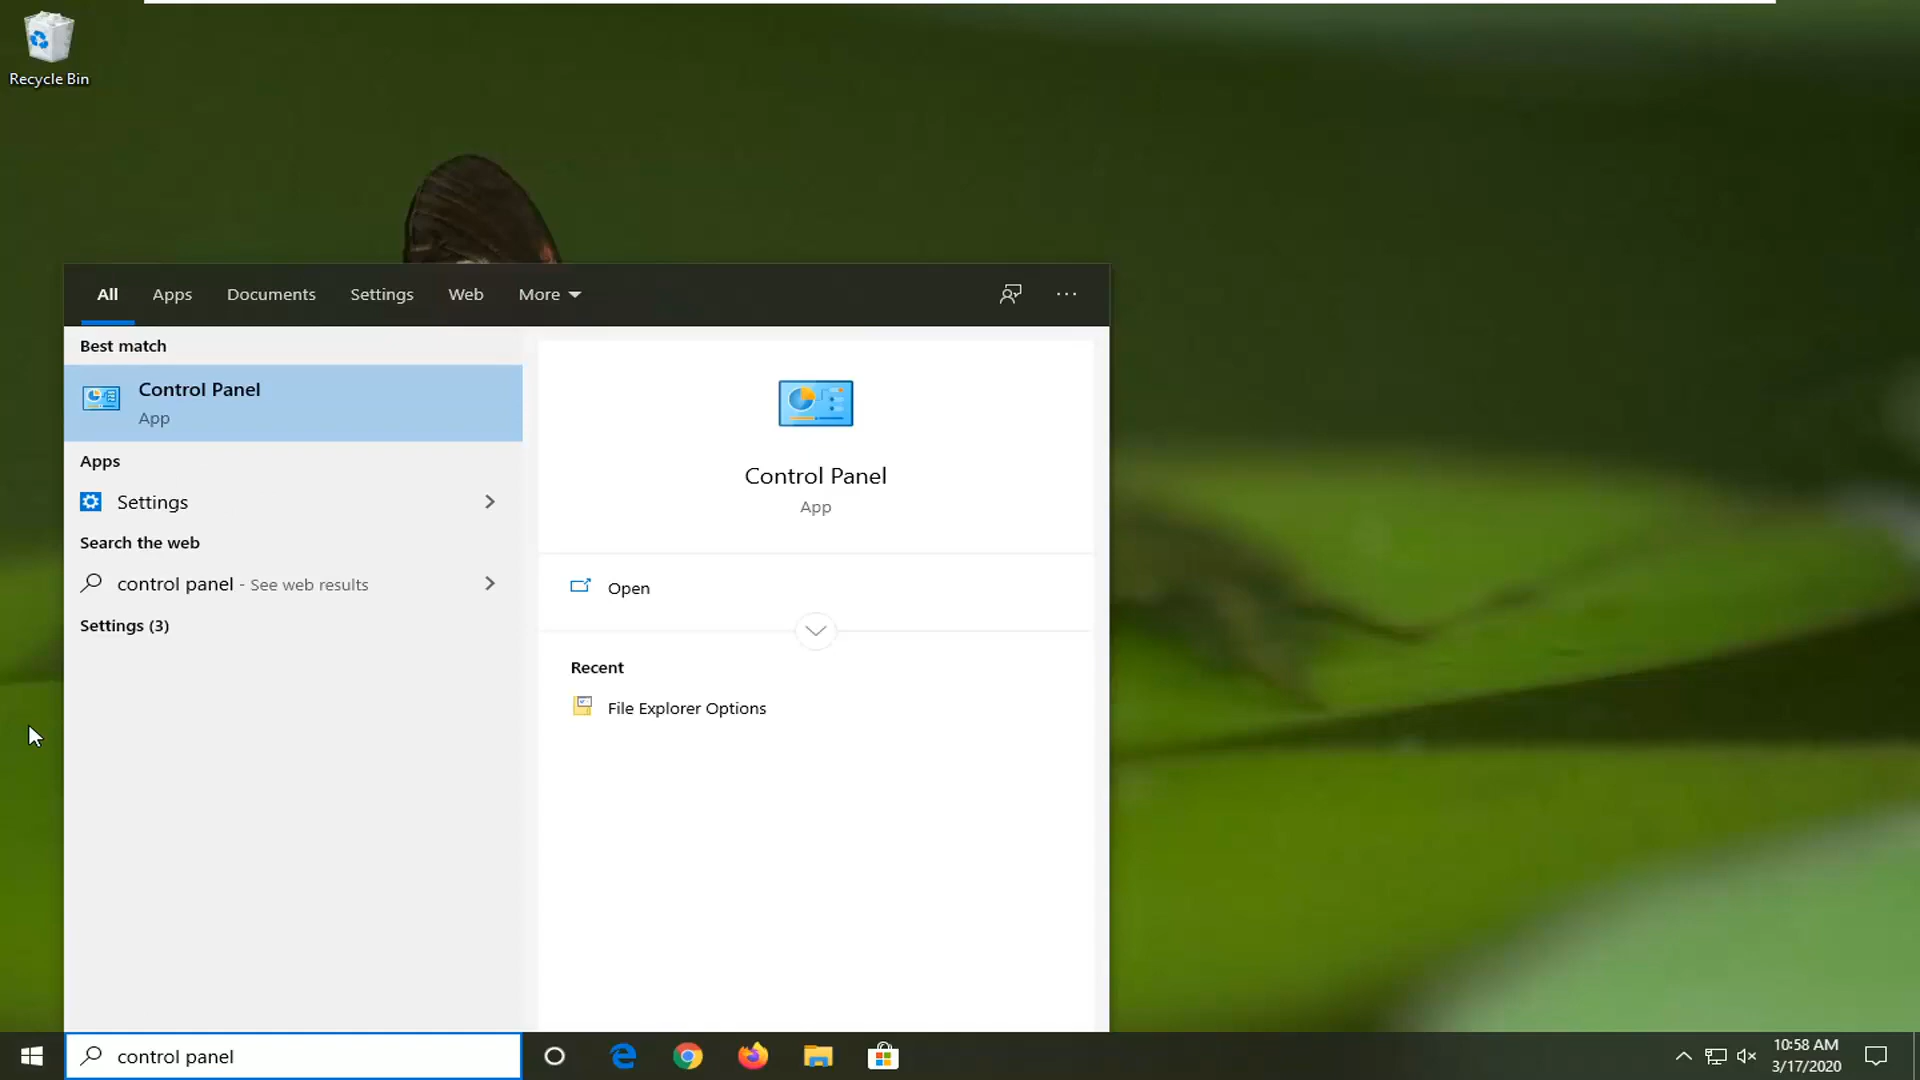 Recycle Bin
All Apps Documents Settings Web More
Best match
Control Panel
App
Apps
Settings
Search the web
control panel - See web results
Settings (3)
Control Panel
App
Open
Recent
File Explorer Options
control panel
10:58 AM
3/17/2020